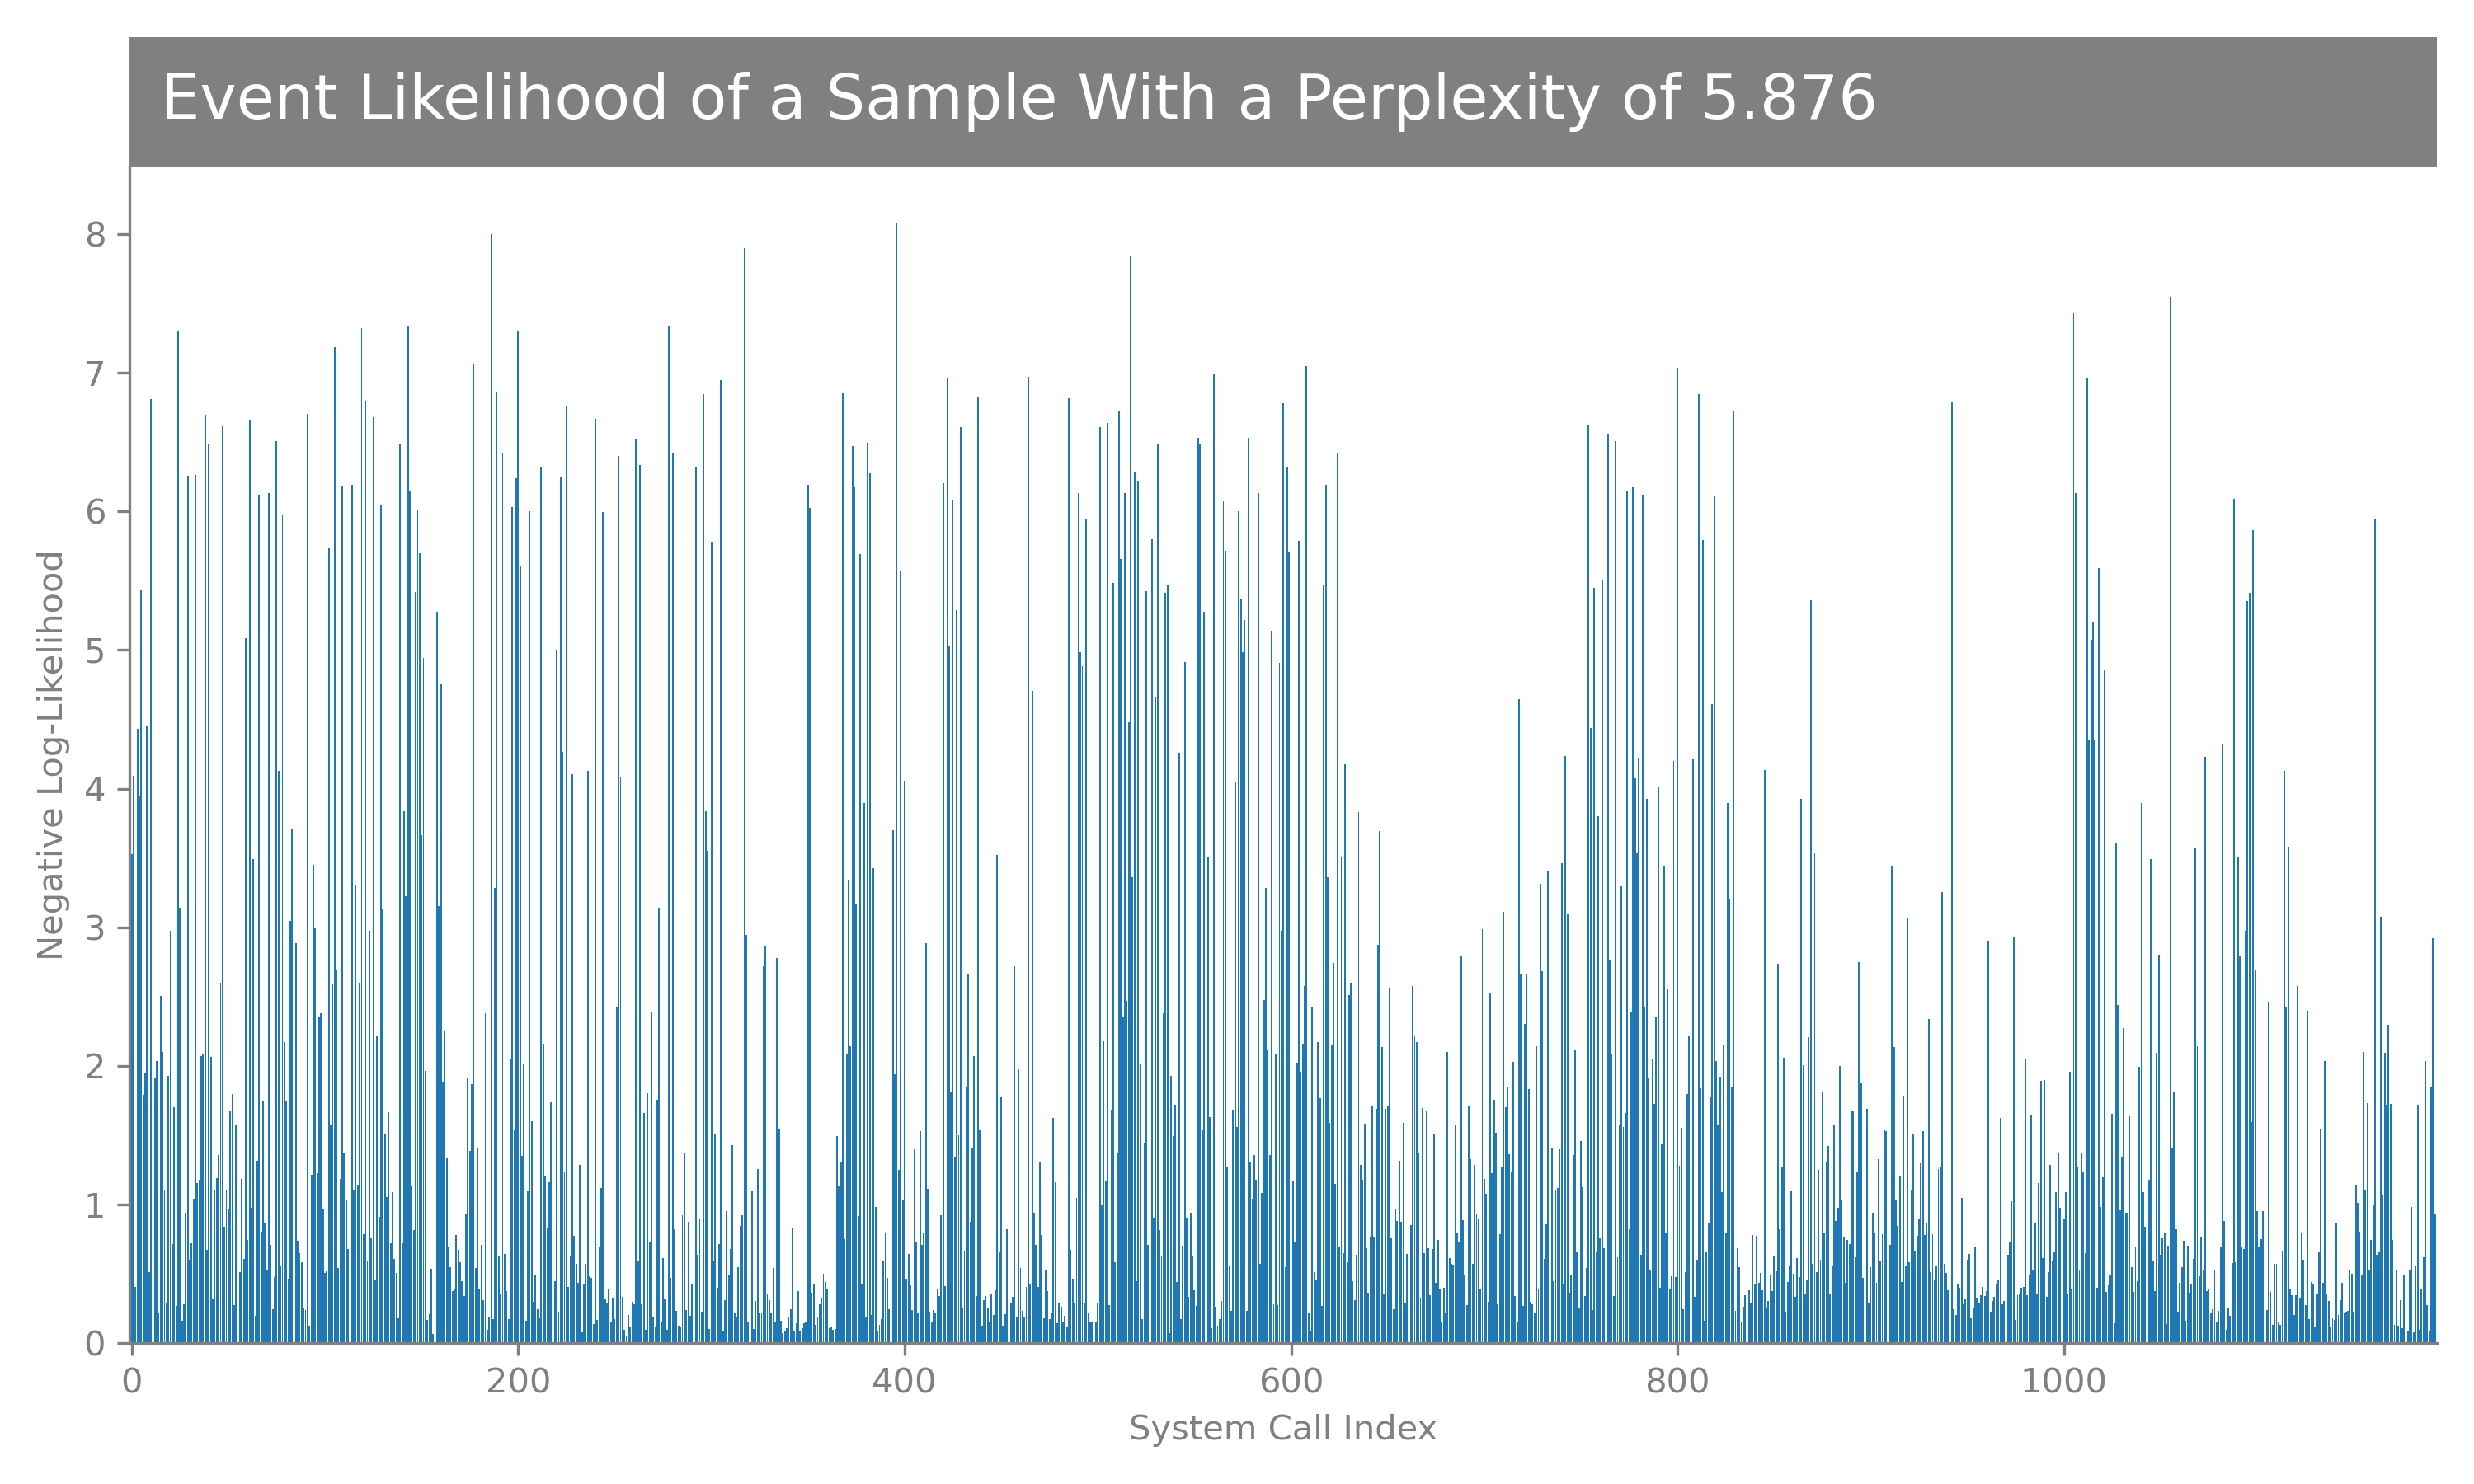 Event Likelihood of a Sample With a Perplexity of 5.876
8
7
6
5
4
3
2
1
0
Negative Log-Likelihood
0 200 400 600 800 1000
System Call Index